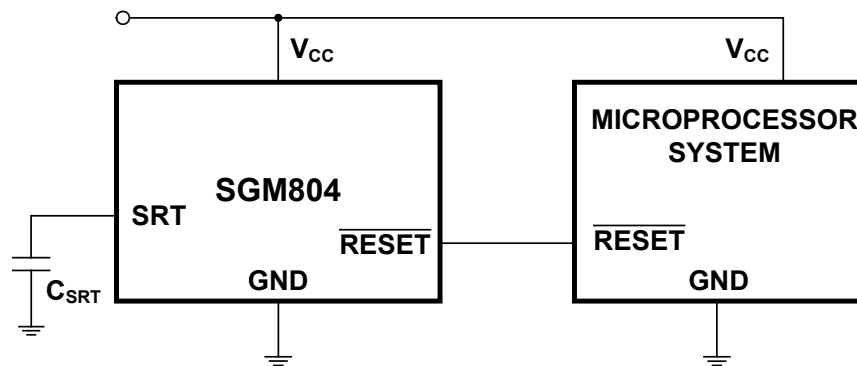 V_CC
V_CC
MICROPROCESSOR
SYSTEM
SGM804
SRT
RESET
RESET
GND
GND
C_SRT